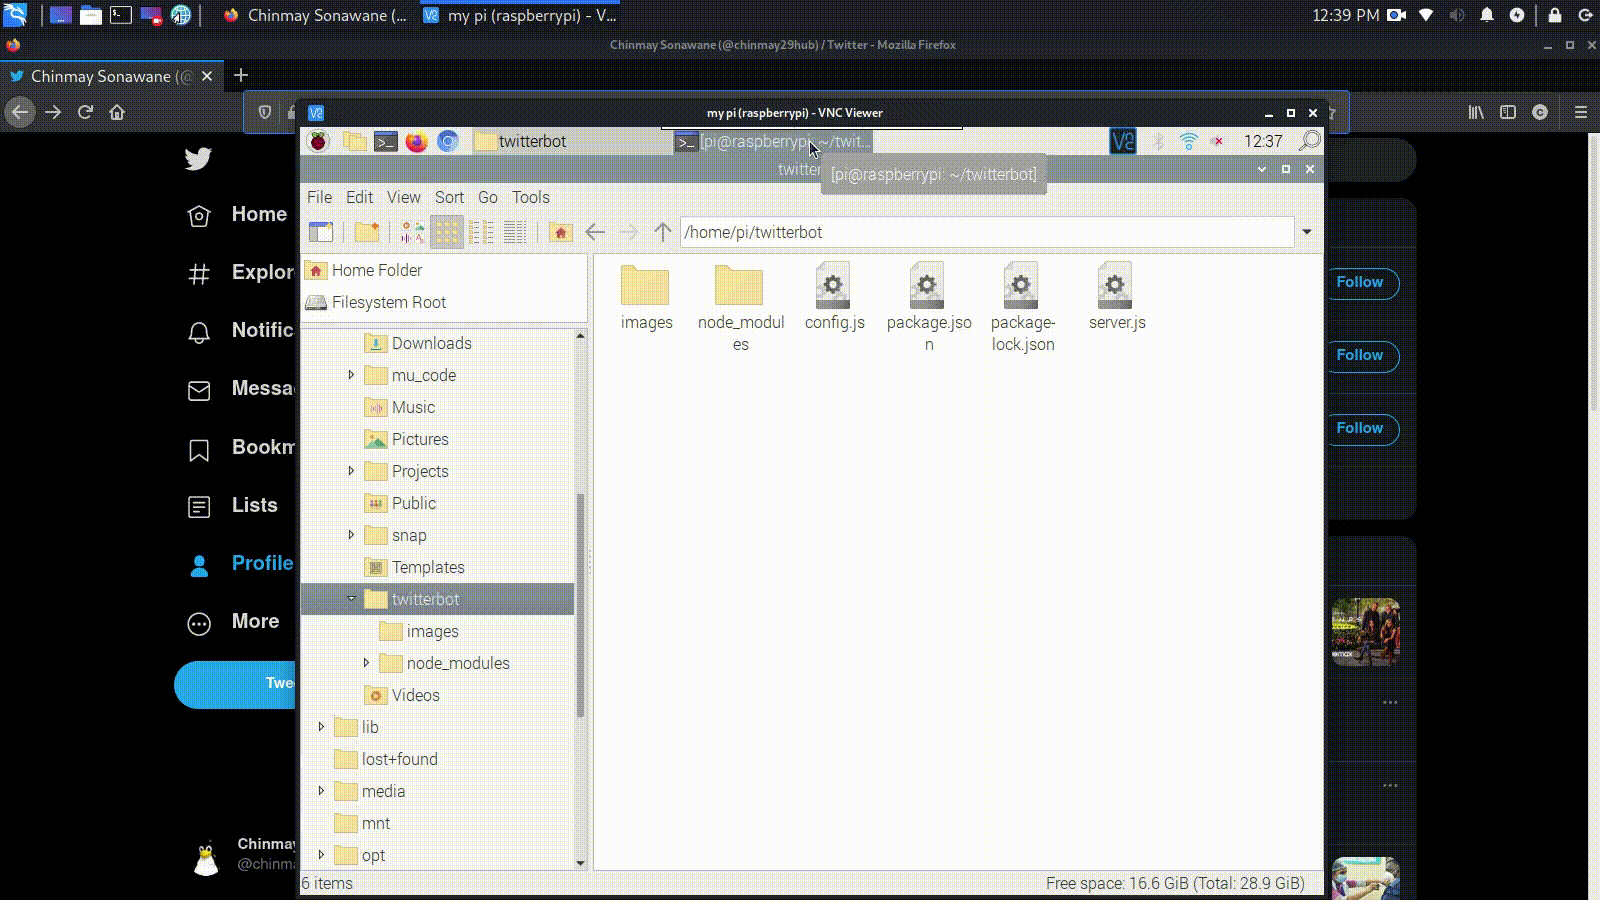 Chinmay Sonawane (...
my pi (raspberrypi) - V...
12:39 PM
Chinmay Sonawane (@chinmay29hub) / Twitter - Mozilla Firefox
Chinmay Sonawane (@
my pi (raspberrypi) - VNC Viewer
twitterbot
[pi@raspberrypi: ~/twit...
12:37
twitter
[pi@raspberrypi: ~/twitterbot]
File Edit View Sort Go Tools
/home/pi/twitterbot
Home Folder
Filesystem Root
Downloads
mu_code
Music
Pictures
Projects
Public
snap
Templates
twitterbot
images
node_modules
Videos
lib
lost+found
media
mnt
opt
images
node_modul
es
config.js
package.jso
n
package-
lock.json
server.js
6 items
Free space: 16.6 GiB (Total: 28.9 GiB)
Home
Explor
Notific
Messa
Bookm
Lists
Profile
More
Twe
Chinmay
@chinm
Follow
Follow
Follow